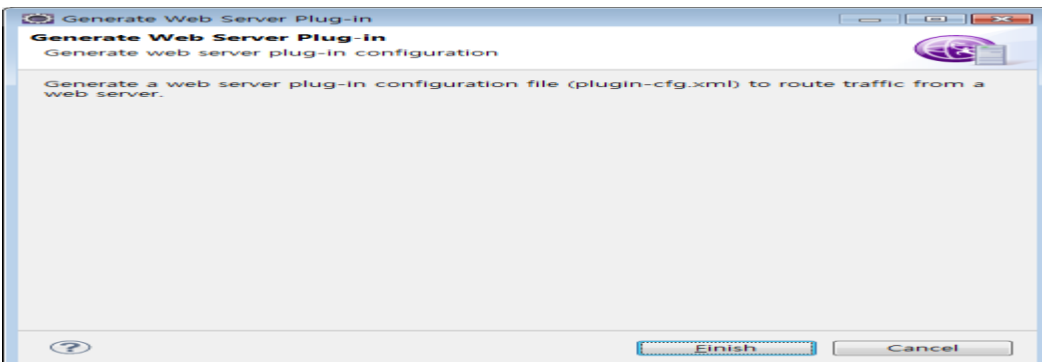 Generate Web Server Plug-in
Generate Web Server Plug-in
Generate web server plug-in configuration
Generate a web server plug-in configuration file (plugin-cfg.xml) to route traffic from a
web server.
Finish
Cancel